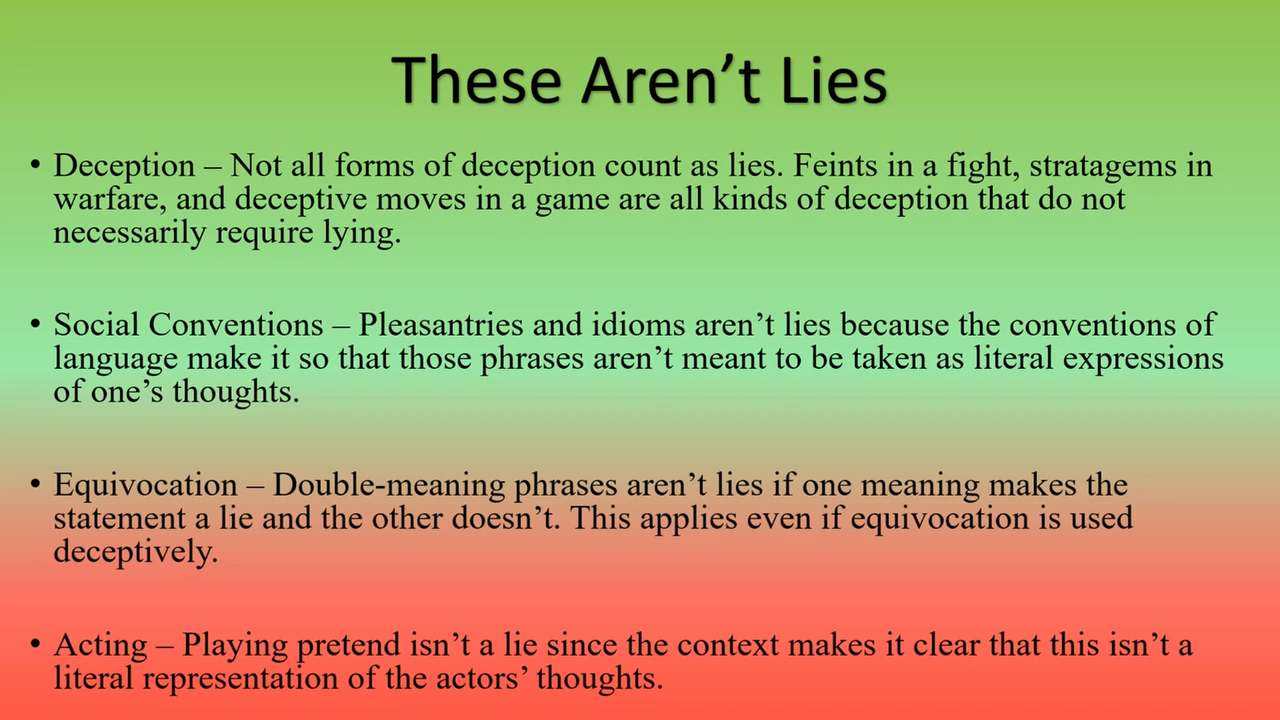 These Aren’t Lies
• Deception – Not all forms of deception count as lies. Feints in a fight, stratagems in
warfare, and deceptive moves in a game are all kinds of deception that do not
necessarily require lying.
• Social Conventions – Pleasantries and idioms aren’t lies because the conventions of
language make it so that those phrases aren’t meant to be taken as literal expressions
of one’s thoughts.
• Equivocation – Double-meaning phrases aren’t lies if one meaning makes the
statement a lie and the other doesn’t. This applies even if equivocation is used
deceptively.
• Acting – Playing pretend isn’t a lie since the context makes it clear that this isn’t a
literal representation of the actors’ thoughts.